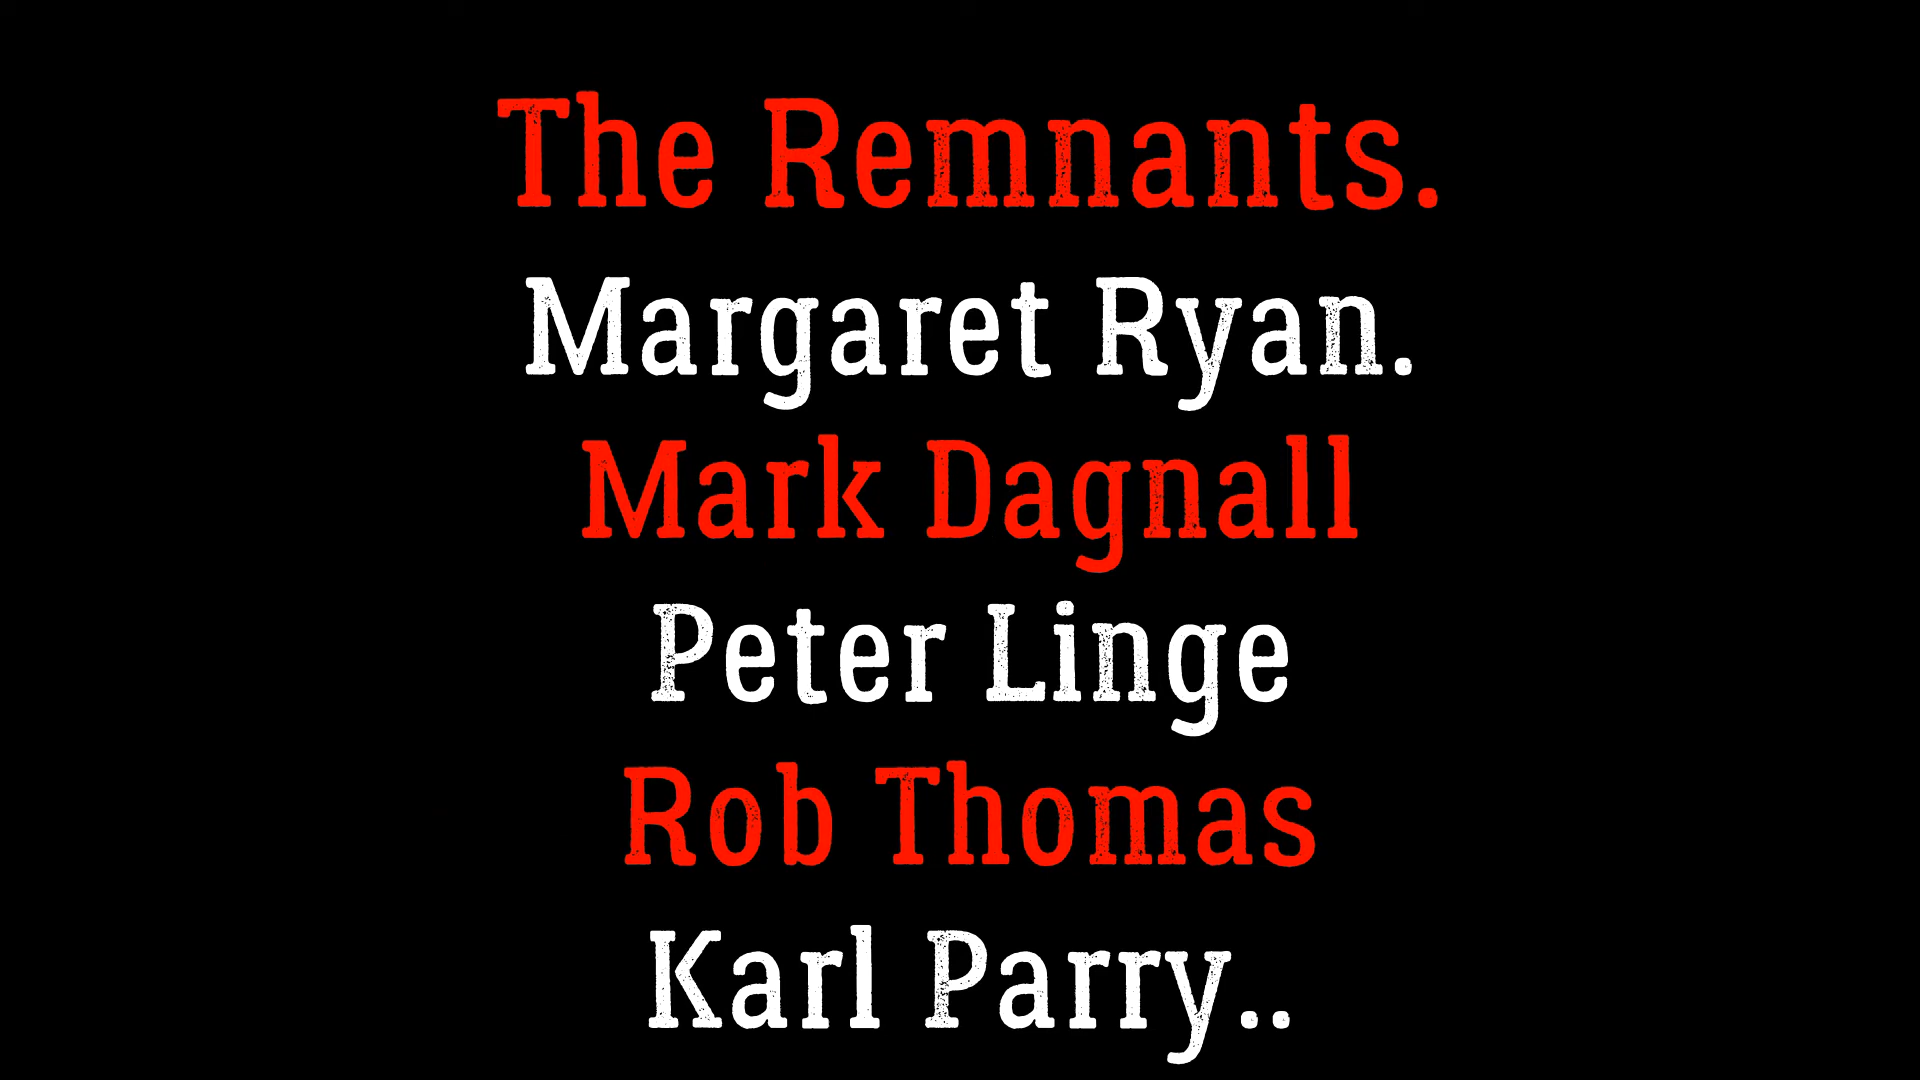 The Remnants.
Margaret Ryan.
Mark Dagnall
Peter Linge
Rob Thomas
Karl Parry..